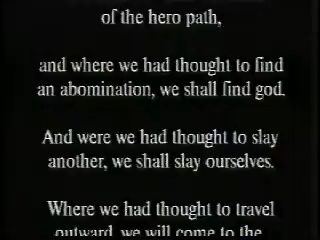 of the hero path,
and where we had thought to find
an abomination, we shall find god.
And were we had thought to slay
another, we shall slay ourselves.
Where we had thought to travel
outward, we will come to the